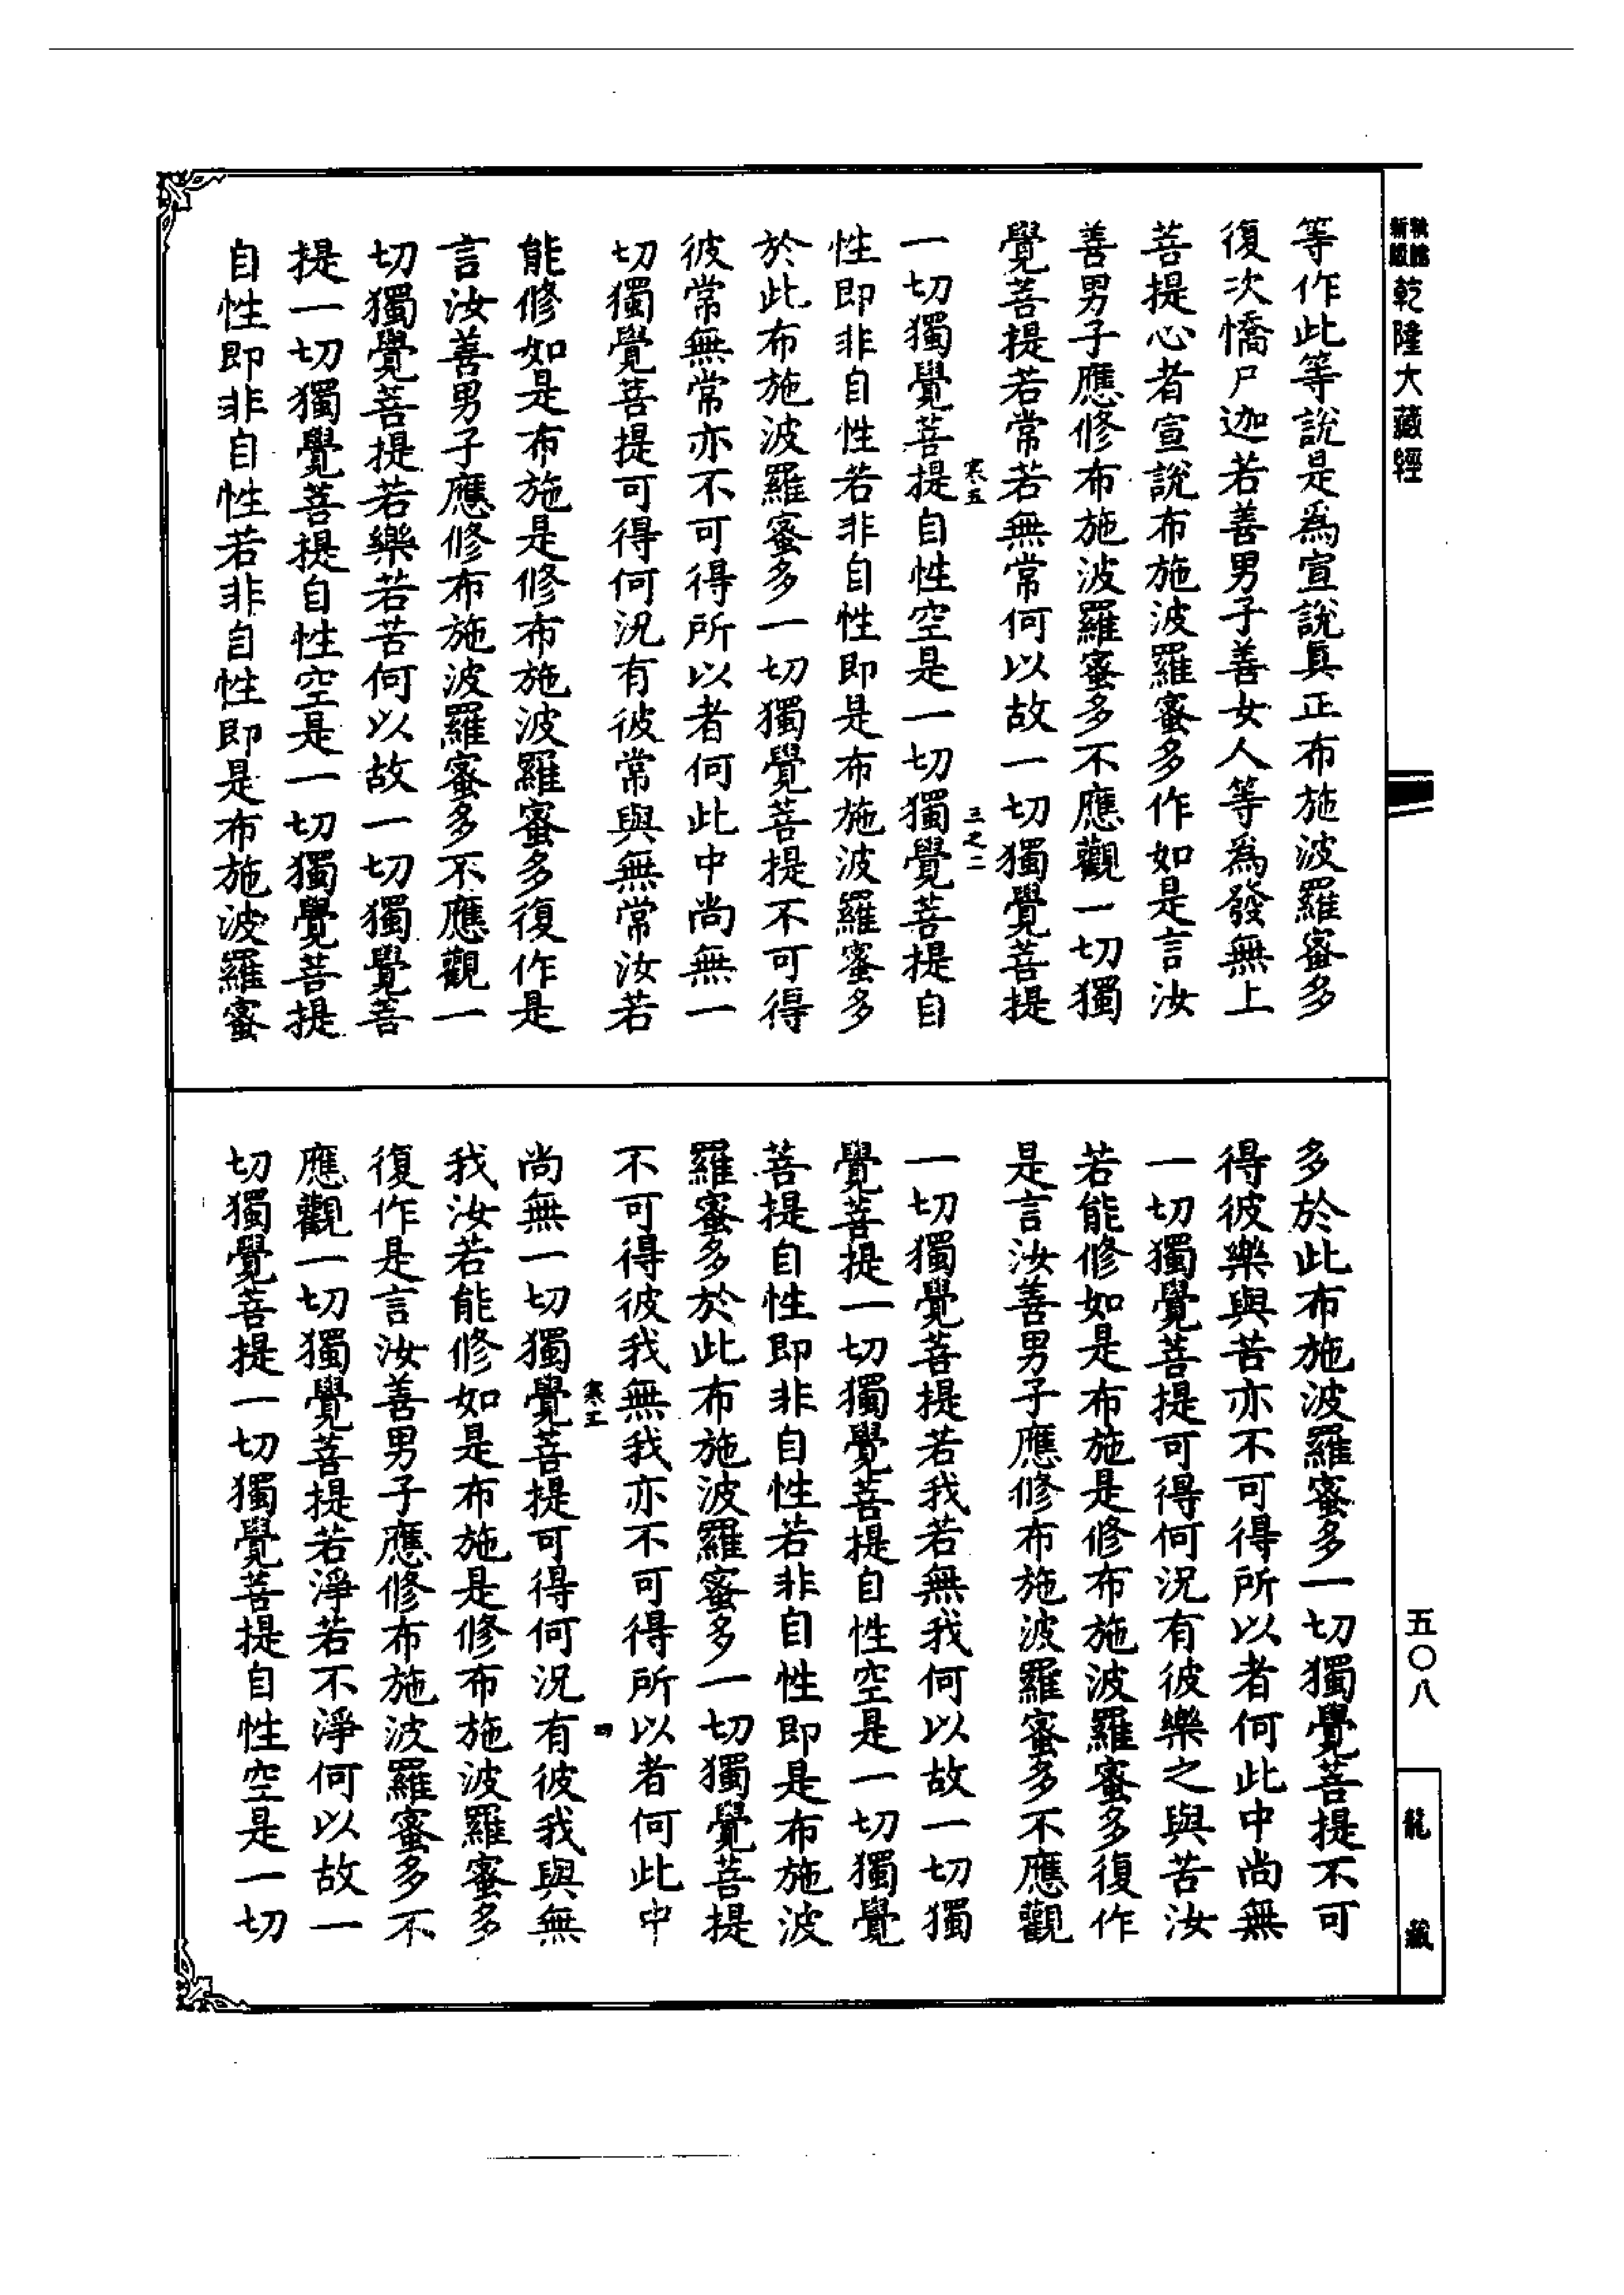 新版
乾隆大藏經
等作此等說是為宣說真正布施波羅蜜多
復次憍尸迦若善男子善女人等為發無上
菩提心者宣說布施波羅蜜多作如是言汝
善男子應修布施波羅蜜多不應觀一切獨
覺菩提若常若無常何以故一切獨覺菩提
寒五
三之二
一切獨覺菩提自性空是一切獨覺菩提自
性即非自性若非自性即是布施波羅蜜多
於此布施波羅蜜多一切獨覺菩提不可得
彼常無常亦不可得所以者何此中尚無一
切獨覺菩提可得何況有彼常與無常汝若
能修如是布施是修布施波羅蜜多復作是
言汝善男子應修布施波羅蜜多不應觀一
切獨覺菩提若樂若苦何以故一切獨覺菩
提一切獨覺菩提自性空是一切獨覺菩提
自性即非自性若非自性即是布施波羅蜜
五〇八
龍藏
多於此布施波羅蜜多一切獨覺菩提不可
得彼樂與苦亦不可得所以者何此中尚無
一切獨覺菩提可得何況有彼樂之與苦汝
若能修如是布施是修布施波羅蜜多復作
是言汝善男子應修布施波羅蜜多不應觀
一切獨覺菩提若我若無我何以故一切獨
覺菩提一切獨覺菩提自性空是一切獨覺
菩提自性即非自性若非自性即是布施波
羅蜜多於此布施波羅蜜多一切獨覺菩提
不可得彼我無我亦不可得所以者何此中
寒五
四
尚無一切獨覺菩提可得何況有彼我與無
我汝若能修如是布施是修布施波羅蜜多
復作是言汝善男子應修布施波羅蜜多不
應觀一切獨覺菩提若淨若不淨何以故一
切獨覺菩提一切獨覺菩提自性空是一切